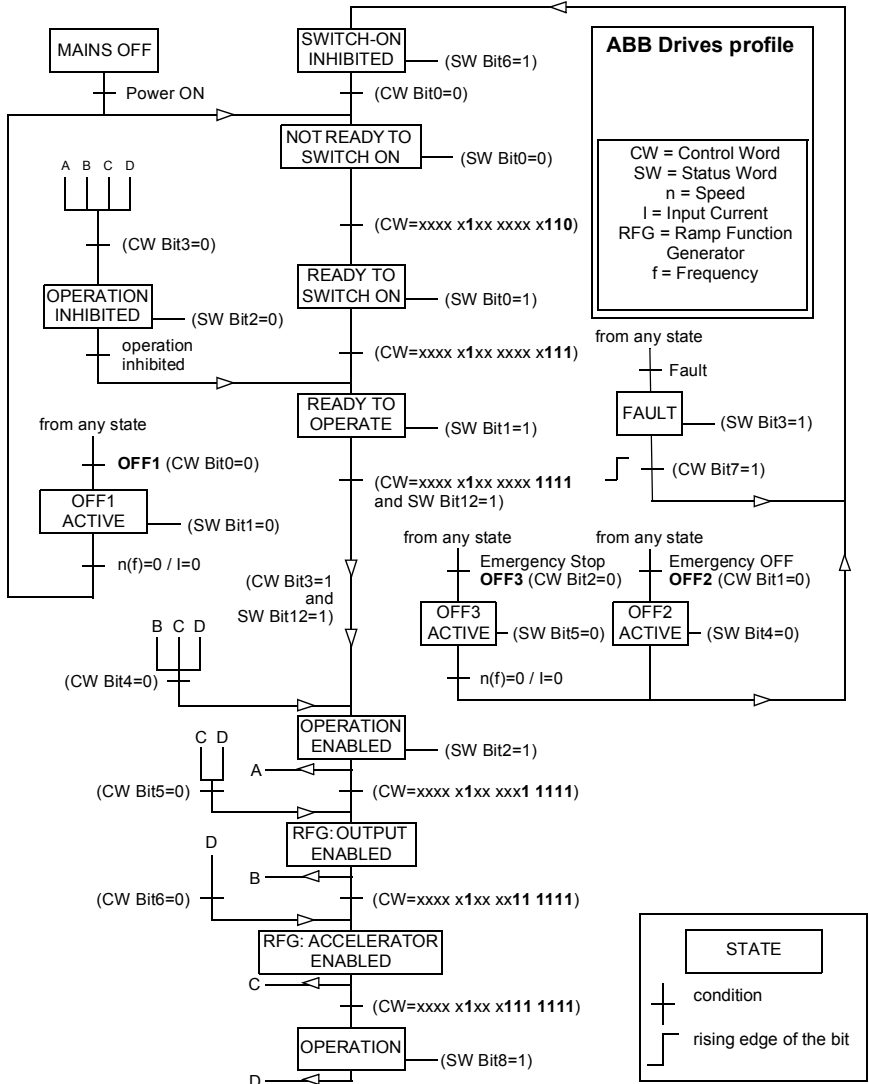 MAINS OFF
Power ON
SWITCH-ON
INHIBITED
(SW Bit6=1)
(CW Bit0=0)
NOT READY TO
SWITCH ON
(SW Bit0=0)
(CW=xxxx x1xx xxxx x110)
READY TO
SWITCH ON
(SW Bit0=1)
(CW=xxxx x1xx xxxx x111)
READY TO
OPERATE
(SW Bit1=1)
(CW=xxxx x1xx xxxx 1111
and SW Bit12=1)
ABB Drives profile
CW = Control Word
SW = Status Word
n = Speed
I = Input Current
RFG = Ramp Function
Generator
f = Frequency
A B C D
(CW Bit3=0)
OPERATION
INHIBITED
(SW Bit2=0)
operation
inhibited
from any state
OFF1 (CW Bit0=0)
OFF1
ACTIVE
(SW Bit1=0)
n(f)=0 / I=0
(CW Bit3=1
and
SW Bit12=1)
from any state
Fault
FAULT
(SW Bit3=1)
(CW Bit7=1)
from any state
Emergency Stop
OFF3 (CW Bit2=0)
OFF3
ACTIVE
(SW Bit5=0)
n(f)=0 / I=0
from any state
Emergency OFF
OFF2 (CW Bit1=0)
OFF2
ACTIVE
(SW Bit4=0)
B C D
(CW Bit4=0)
OPERATION
ENABLED
(SW Bit2=1)
A
C D
(CW Bit5=0)
(CW=xxxx x1xx xxx1 1111)
RFG: OUTPUT
ENABLED
D
B
(CW Bit6=0)
(CW=xxxx x1xx xx11 1111)
RFG: ACCELERATOR
ENABLED
C
(CW=xxxx x1xx x111 1111)
OPERATION
(SW Bit8=1)
D
STATE
condition
rising edge of the bit